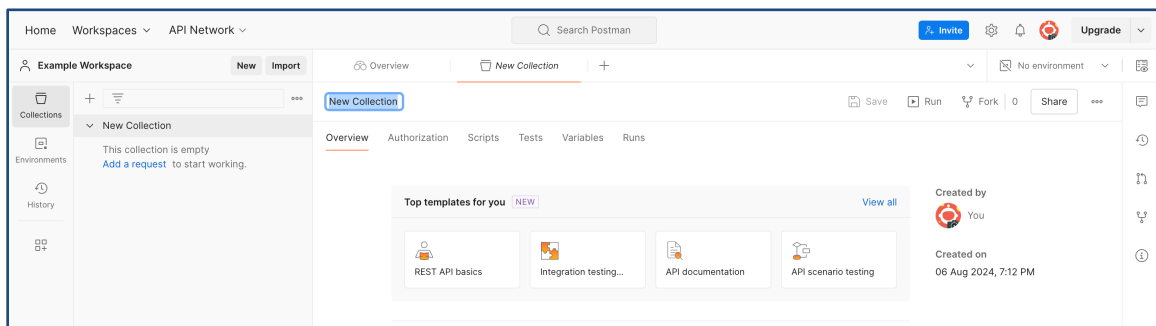 Home Workspaces API Network Search Postman Invite Upgrade
Example Workspace New Import Overview New Collection No environment
Collections
New Collection
This collection is empty
Add a request to start working.
Environments
History
New Collection Save Run Fork 0 Share
Overview Authorization Scripts Tests Variables Runs
Top templates for you NEW View all
REST API basics Integration testing... API documentation API scenario testing
Created by
You
Created on
06 Aug 2024, 7:12 PM